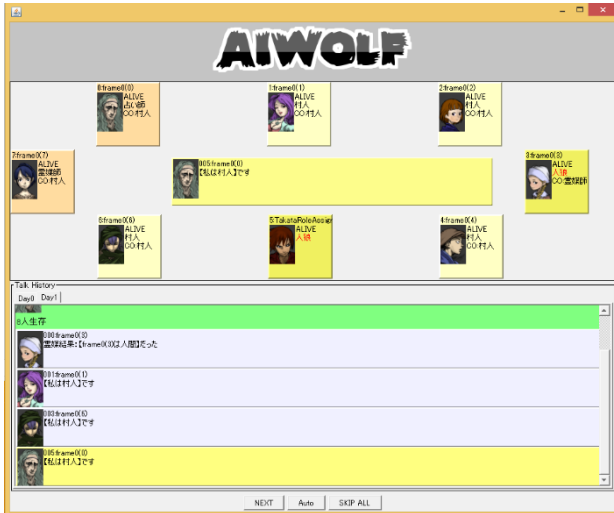 AIWOLF
0:frame0(0)
ALIVE
占い師
CO:村人
1:frame0(1)
ALIVE
村人
CO:村人
2:frame0(2)
ALIVE
村人
CO:村人
7:frame0(7)
ALIVE
霊媒師
CO:村人
005:frame0(0)
【私は村人】です
3:frame0(3)
ALIVE
人狼
CO:霊媒師
6:frame0(6)
ALIVE
村人
CO:村人
5:TakataRoleAssign
ALIVE
人狼
4:frame0(4)
ALIVE
村人
CO:村人
Talk History
Day0 Day1
8人生存
000:frame0(3)
霊媒結果:【frame0(3)は人間】だった
001:frame0(1)
【私は村人】です
003:frame0(6)
【私は村人】です
005:frame0(0)
【私は村人】です
NEXT Auto SKIP ALL